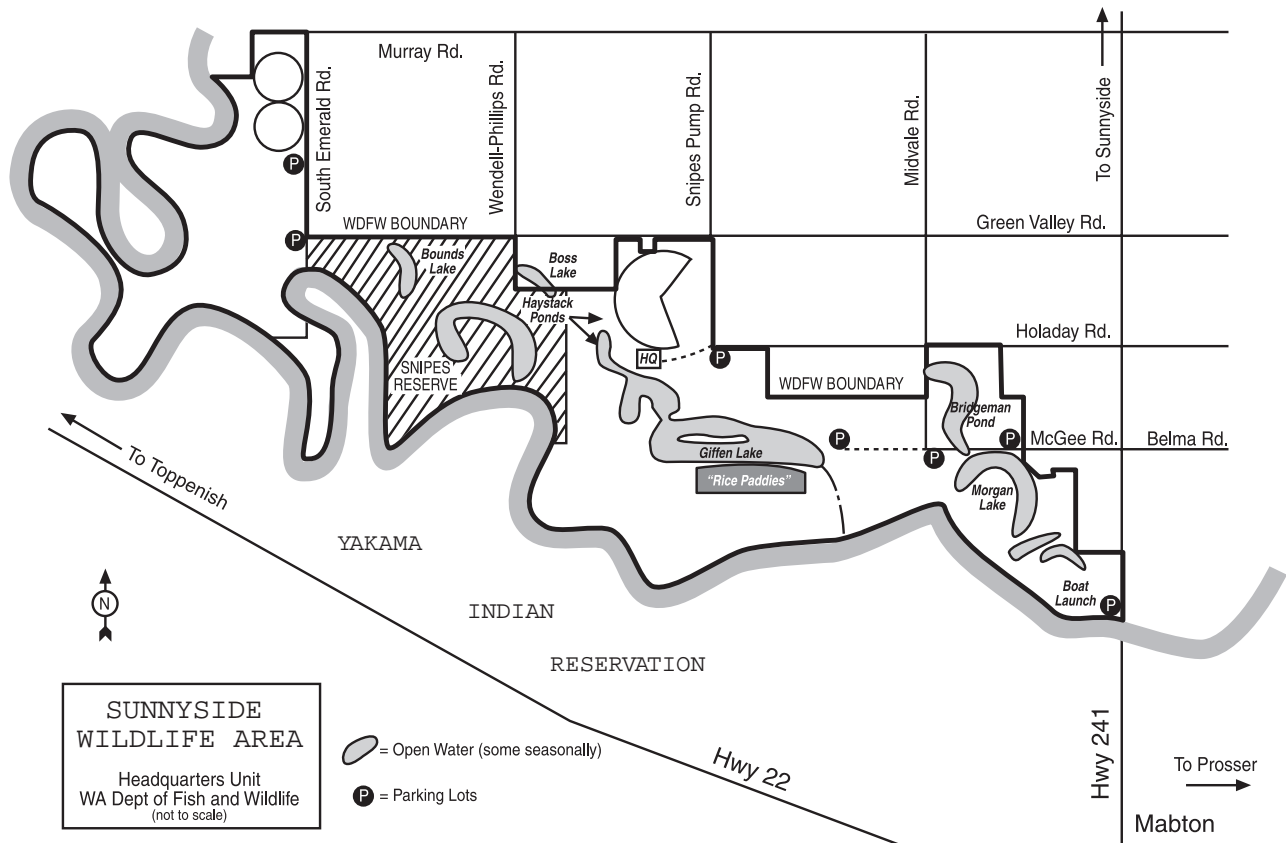 Murray Rd.
South Emerald Rd.
Wendell-Phillips Rd.
Snipes Pump Rd.
Midvale Rd.
To Sunnyside
P
P
WDFW BOUNDARY
Green Valley Rd.
Bounds
Lake
Boss
Lake
Haystack
Ponds
HQ
P
Holaday Rd.
SNIPES
RESERVE
WDFW BOUNDARY
Bridgeman
Pond
P
P
P
McGee Rd.
Belma Rd.
Giffen Lake
"Rice Paddies"
Morgan
Lake
Boat
Launch
P
To Toppenish
YAKAMA
INDIAN
RESERVATION
N
SUNNYSIDE
WILDLIFE AREA
Headquarters Unit
WA Dept of Fish and Wildlife
(not to scale)
= Open Water (some seasonally)
P = Parking Lots
Hwy 22
Hwy 241
To Prosser
Mabton